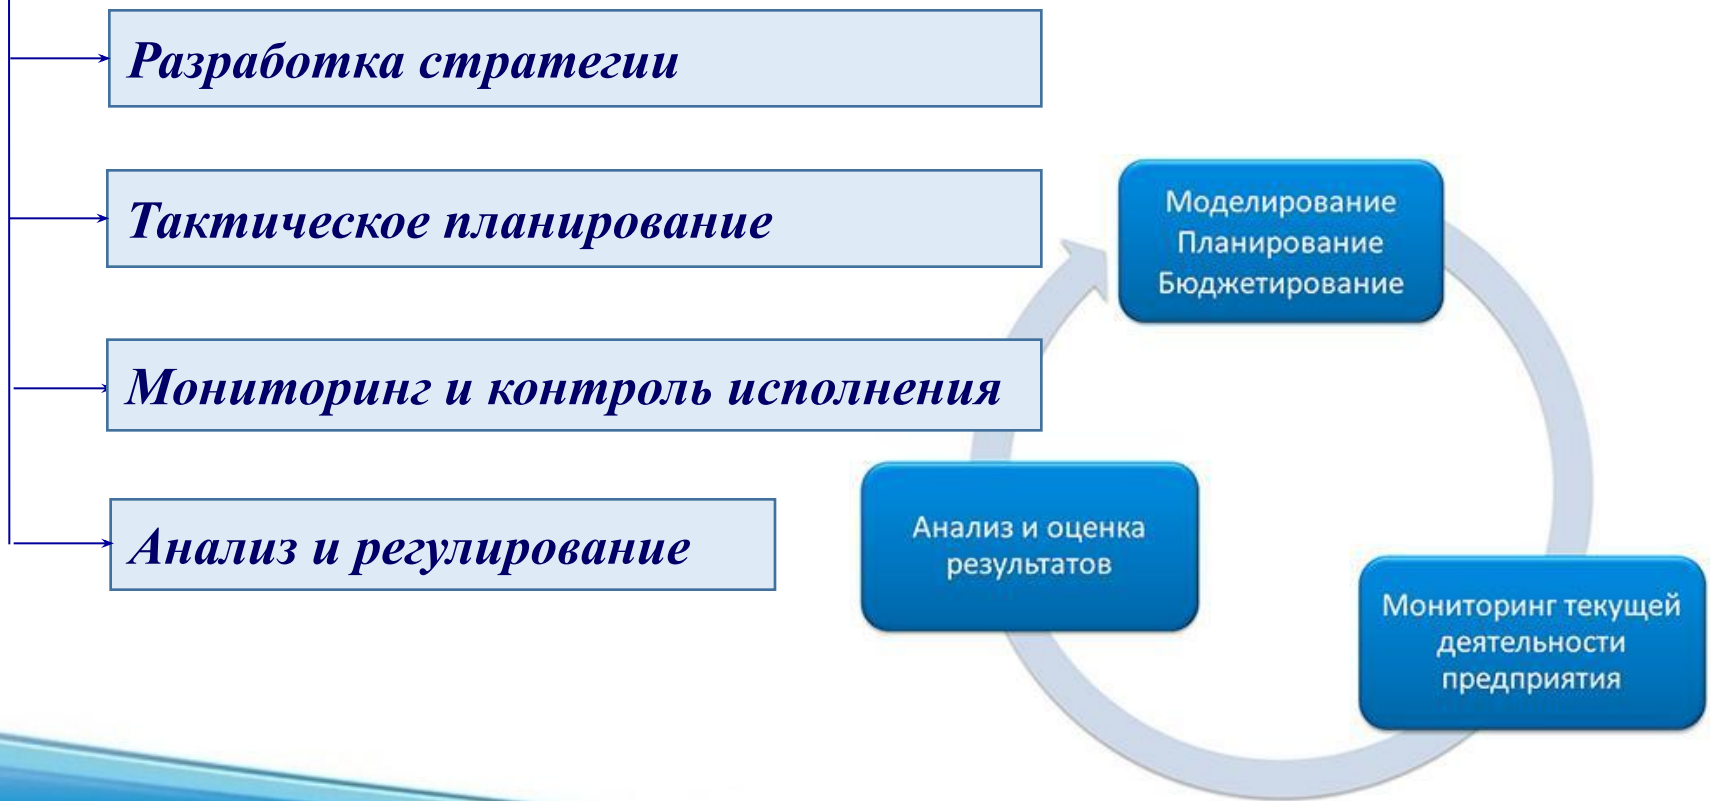 Разработка стратегии
Тактическое планирование
Мониторинг и контроль исполнения
Анализ и регулирование
Моделирование
Планирование
Бюджетирование
Анализ и оценка
результатов
Мониторинг текущей
деятельности
предприятия